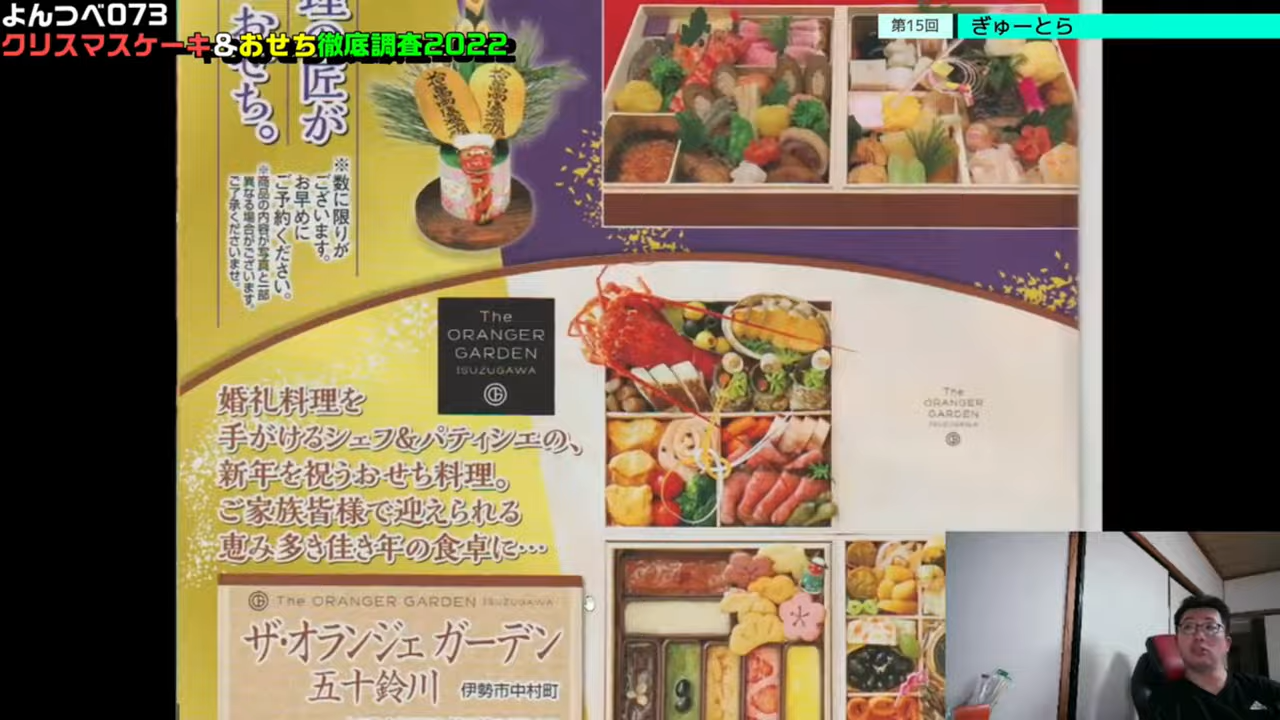 よんつべ073
クリスマスケーキ&おせち徹底調査2022
第15回
ぎゅーとら
理の匠が
おせち。
※数に限りが
ございます。
お早めに
ご予約ください。
※商品の内容が写真と一部
異なる場合がございます。
ご了承くださいませ。
The
ORANGER
GARDEN
ISUZUGAWA
The
ORANGER
GARDEN
ISUZUGAWA
婚礼料理を
手がけるシェフ&パティシエの、
新年を祝うおせち料理。
ご家族皆様で迎えられる
恵み多き佳き年の食卓に…
The ORANGER GARDEN ISUZUGAWA
ザ・オランジェ ガーデン
五十鈴川 伊勢市中村町